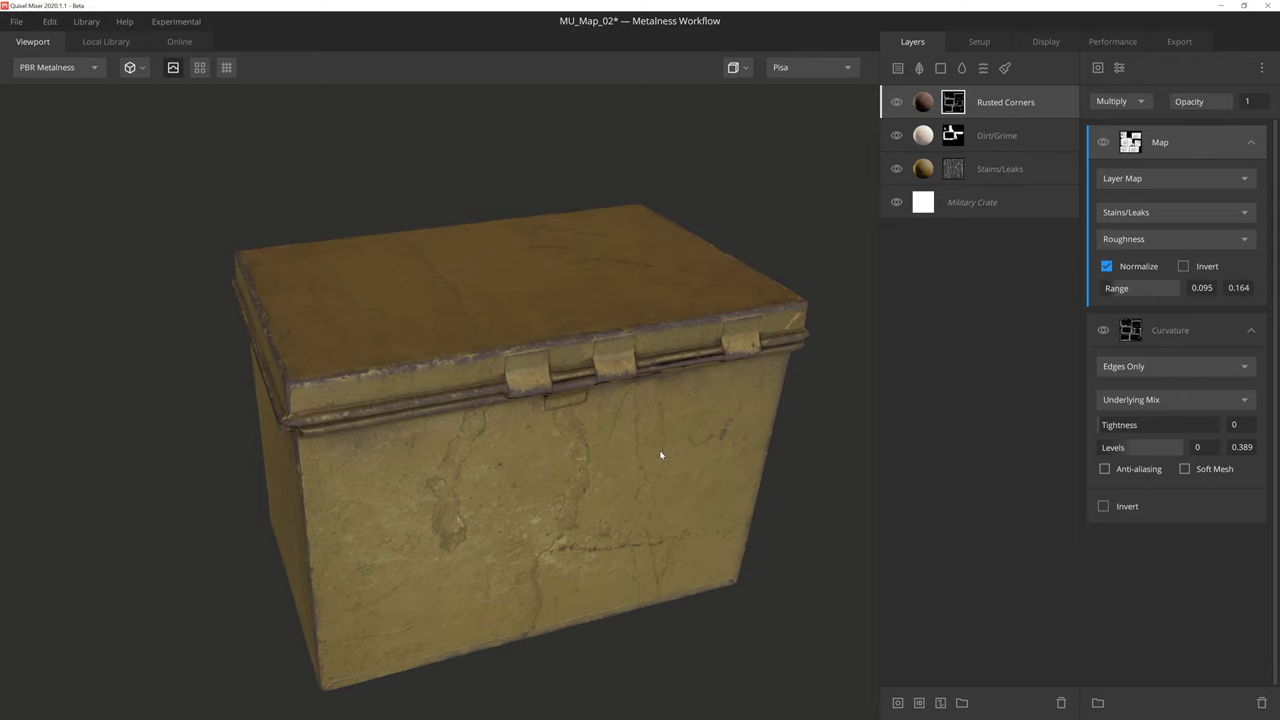 Quixel Mixer 2020.1.1 - Beta
File Edit Library Help Experimental
MU_Map_02* — Metalness Workflow
Viewport Local Library Online
Layers Setup Display Performance Export
PBR Metalness
Pisa
Rusted Corners
Dirt/Grime
Stains/Leaks
Military Crate
Multiply Opacity 1
Map
Layer Map
Stains/Leaks
Roughness
Normalize Invert
Range 0.095 0.164
Curvature
Edges Only
Underlying Mix
Tightness 0
Levels 0 0.389
Anti-aliasing Soft Mesh
Invert